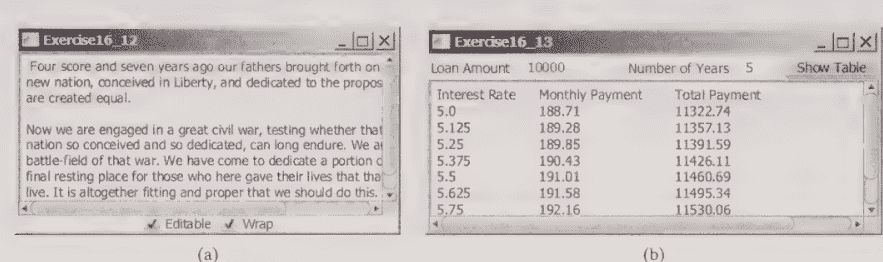 Exercise16_12
Four score and seven years ago our fathers brought forth on
new nation, conceived in Liberty, and dedicated to the propos
are created equal.
Now we are engaged in a great civil war, testing whether that
nation so conceived and so dedicated, can long endure. We a
battle-field of that war. We have come to dedicate a portion o
final resting place for those who here gave their lives that tha
live. It is altogether fitting and proper that we should do this.
Editable Wrap
(a)
Exercise16_13
Loan Amount 10000 Number of Years 5 Show Table
Interest Rate Monthly Payment Total Payment
5.0 188.71 11322.74
5.125 189.28 11357.13
5.25 189.85 11391.59
5.375 190.43 11426.11
5.5 191.01 11460.69
5.625 191.58 11495.34
5.75 192.16 11530.06
(b)